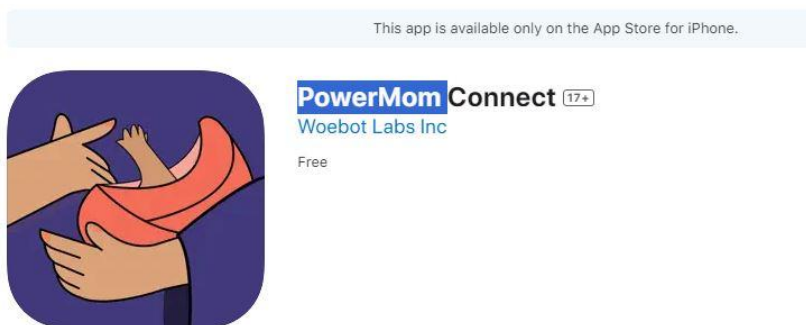 This app is available only on the App Store for iPhone.
PowerMom Connect 17+
Woebot Labs Inc
Free